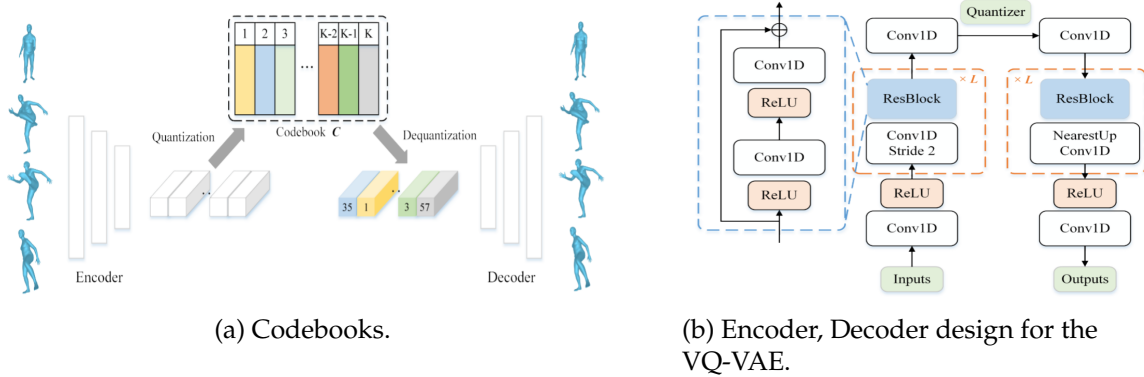 1 2 3 K-2 K-1 K
...
Codebook C
Quantization
Dequantization
35 1 .. 3 57
Encoder
Decoder
(a) Codebooks.
Quantizer
Conv1D
ReLU
Conv1D
ReLU
Conv1D
Conv1D
× L
ResBlock
Conv1D
Stride 2
ReLU
Conv1D
Inputs
× L
ResBlock
NearestUp
Conv1D
ReLU
Conv1D
Outputs
(b) Encoder, Decoder design for the
VQ-VAE.